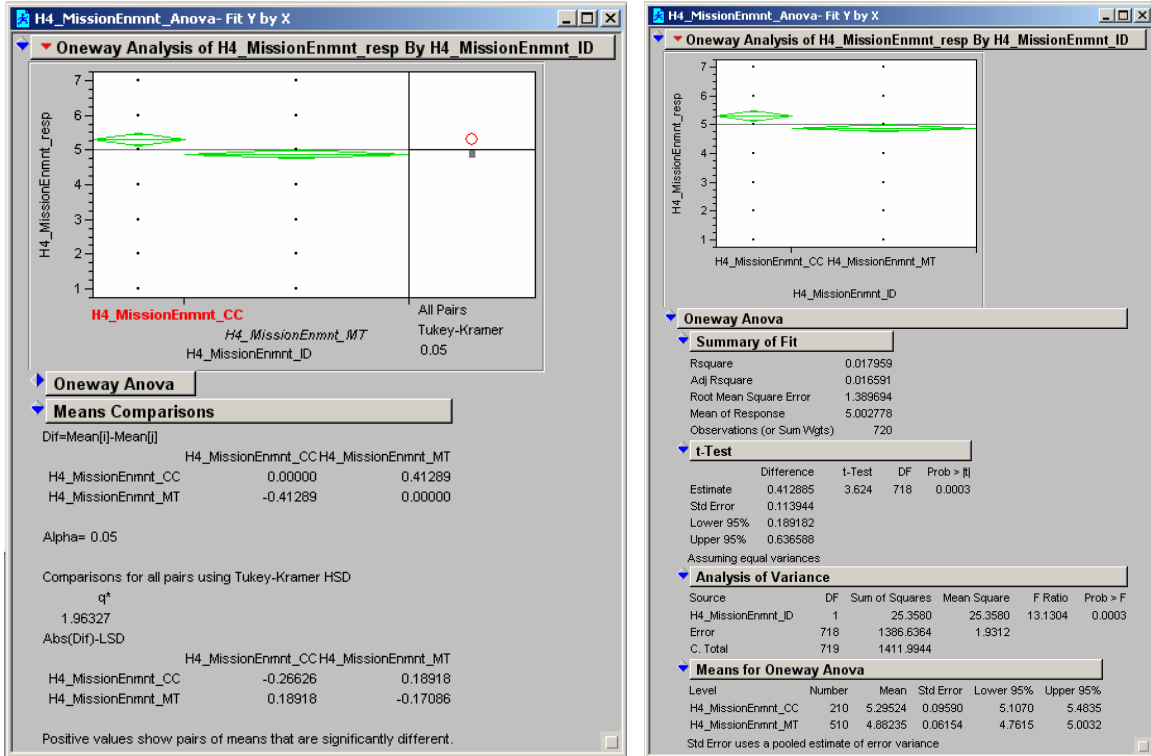 H4_MissionEnmnt_Anova- Fit Y by X
Oneway Analysis of H4_MissionEnmnt_resp By H4_MissionEnmnt_ID
H4_MissionEnmnt_resp
7
6
5
4
3
2
1
H4_MissionEnmnt_CC
H4_MissionEnmnt_MT
H4_MissionEnmnt_ID
All Pairs
Tukey-Kramer
0.05
Oneway Anova
Means Comparisons
Dif=Mean[i]-Mean[j]
H4_MissionEnmnt_CC H4_MissionEnmnt_MT
H4_MissionEnmnt_CC 0.00000 0.41289
H4_MissionEnmnt_MT -0.41289 0.00000
Alpha= 0.05
Comparisons for all pairs using Tukey-Kramer HSD
q*
1.96327
Abs(Dif)-LSD
H4_MissionEnmnt_CC H4_MissionEnmnt_MT
H4_MissionEnmnt_CC -0.26626 0.18918
H4_MissionEnmnt_MT 0.18918 -0.17086
Positive values show pairs of means that are significantly different.
H4_MissionEnmnt_Anova- Fit Y by X
Oneway Analysis of H4_MissionEnmnt_resp By H4_MissionEnmnt_ID
H4_MissionEnmnt_resp
7
6
5
4
3
2
1
H4_MissionEnmnt_CC H4_MissionEnmnt_MT
H4_MissionEnmnt_ID
Oneway Anova
Summary of Fit
Rsquare 0.017959
Adj Rsquare 0.016591
Root Mean Square Error 1.389694
Mean of Response 5.002778
Observations (or Sum Wgts) 720
t-Test
Difference t-Test DF Prob > |t|
Estimate 0.412885 3.624 718 0.0003
Std Error 0.113944
Lower 95% 0.189182
Upper 95% 0.636588
Assuming equal variances
Analysis of Variance
Source DF Sum of Squares Mean Square F Ratio Prob > F
H4_MissionEnmnt_ID 1 25.3580 25.3580 13.1304 0.0003
Error 718 1386.6364 1.9312
C. Total 719 1411.9944
Means for Oneway Anova
Level Number Mean Std Error Lower 95% Upper 95%
H4_MissionEnmnt_CC 210 5.29524 0.09590 5.1070 5.4835
H4_MissionEnmnt_MT 510 4.88235 0.06154 4.7615 5.0032
Std Error uses a pooled estimate of error variance